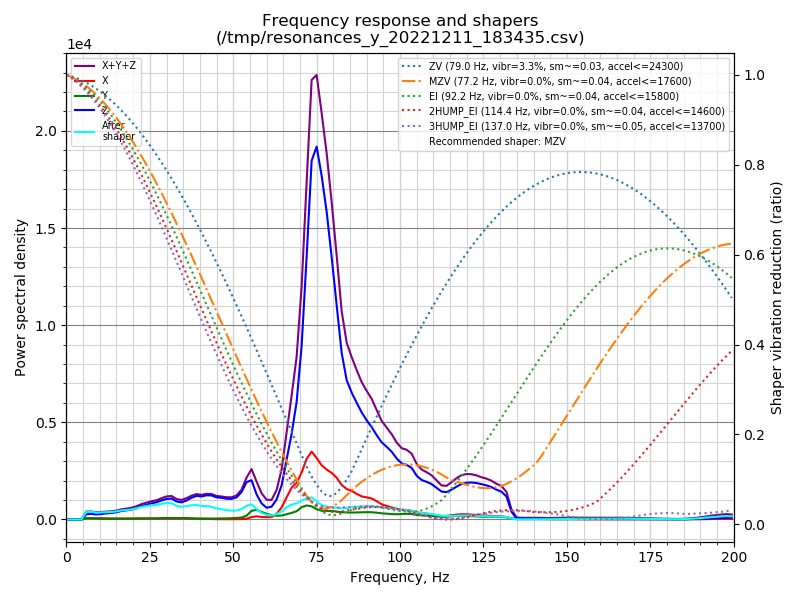 Frequency response and shapers
(/tmp/resonances_y_20221211_183435.csv)
1e4
X+Y+Z
X
Y
Z
After
shaper
ZV (79.0 Hz, vibr=3.3%, sm~=0.03, accel<=24300)
MZV (77.2 Hz, vibr=0.0%, sm~=0.04, accel<=17600)
EI (92.2 Hz, vibr=0.0%, sm~=0.04, accel<=15800)
2HUMP_EI (114.4 Hz, vibr=0.0%, sm~=0.04, accel<=14600)
3HUMP_EI (137.0 Hz, vibr=0.0%, sm~=0.05, accel<=13700)
Recommended shaper: MZV
Power spectral density
2.0
1.5
1.0
0.5
0.0
1.0
0.8
0.6
0.4
0.2
0.0
Shaper vibration reduction (ratio)
0 25 50 75 100 125 150 175 200
Frequency, Hz